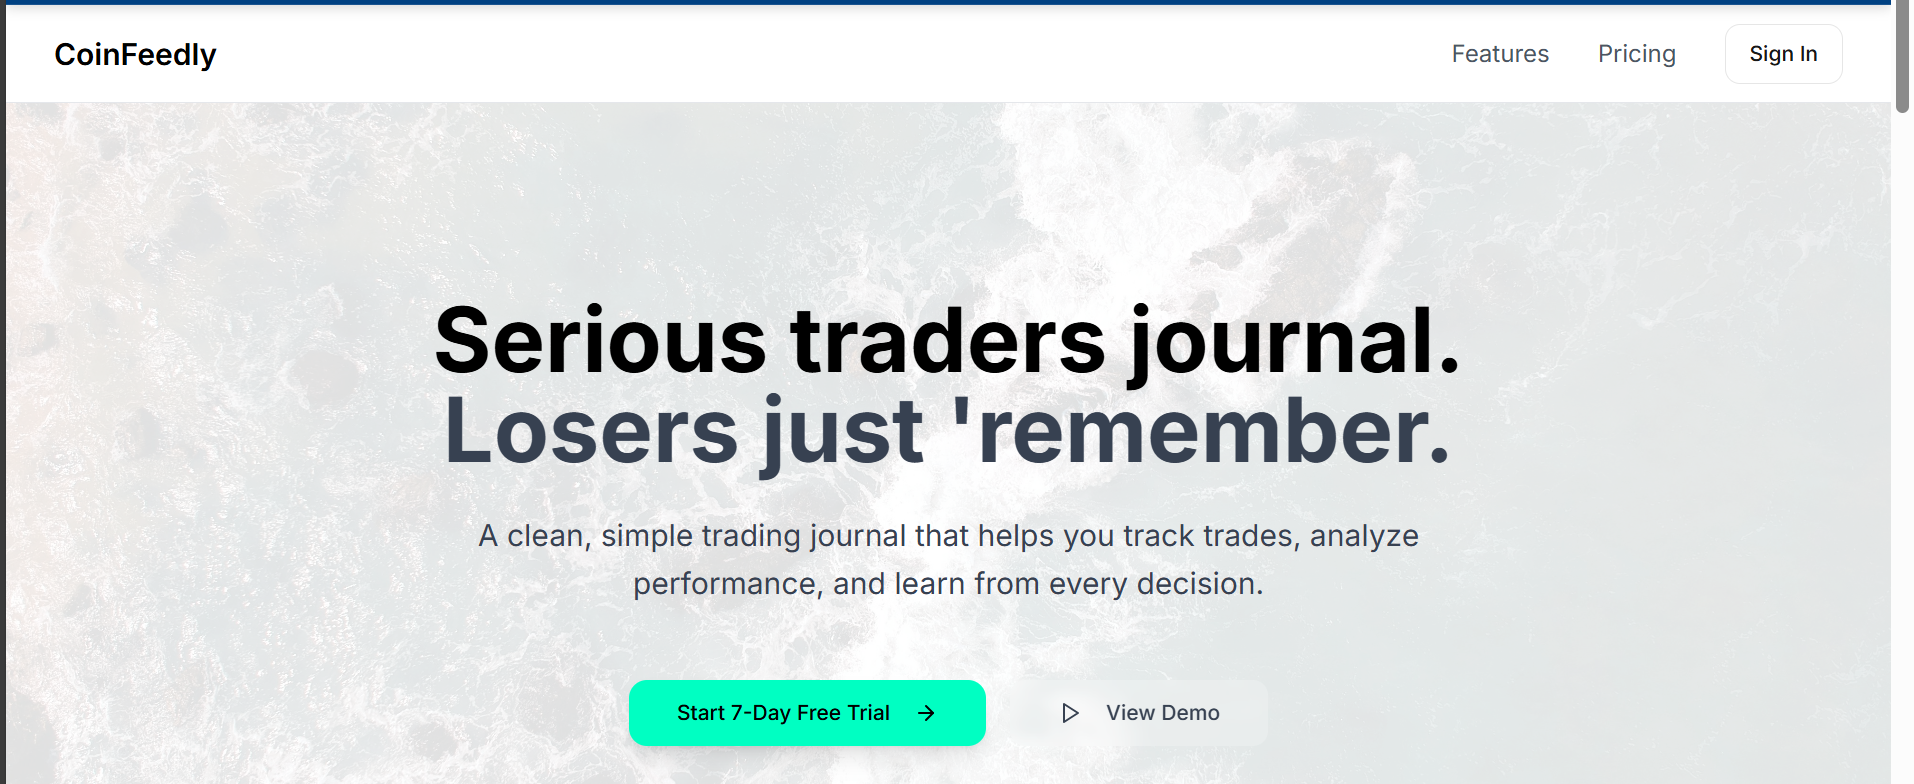 CoinFeedly
Features
Pricing
Sign In
Serious traders journal.
Losers just 'remember.
A clean, simple trading journal that helps you track trades, analyze
performance, and learn from every decision.
Start 7-Day Free Trial →
View Demo